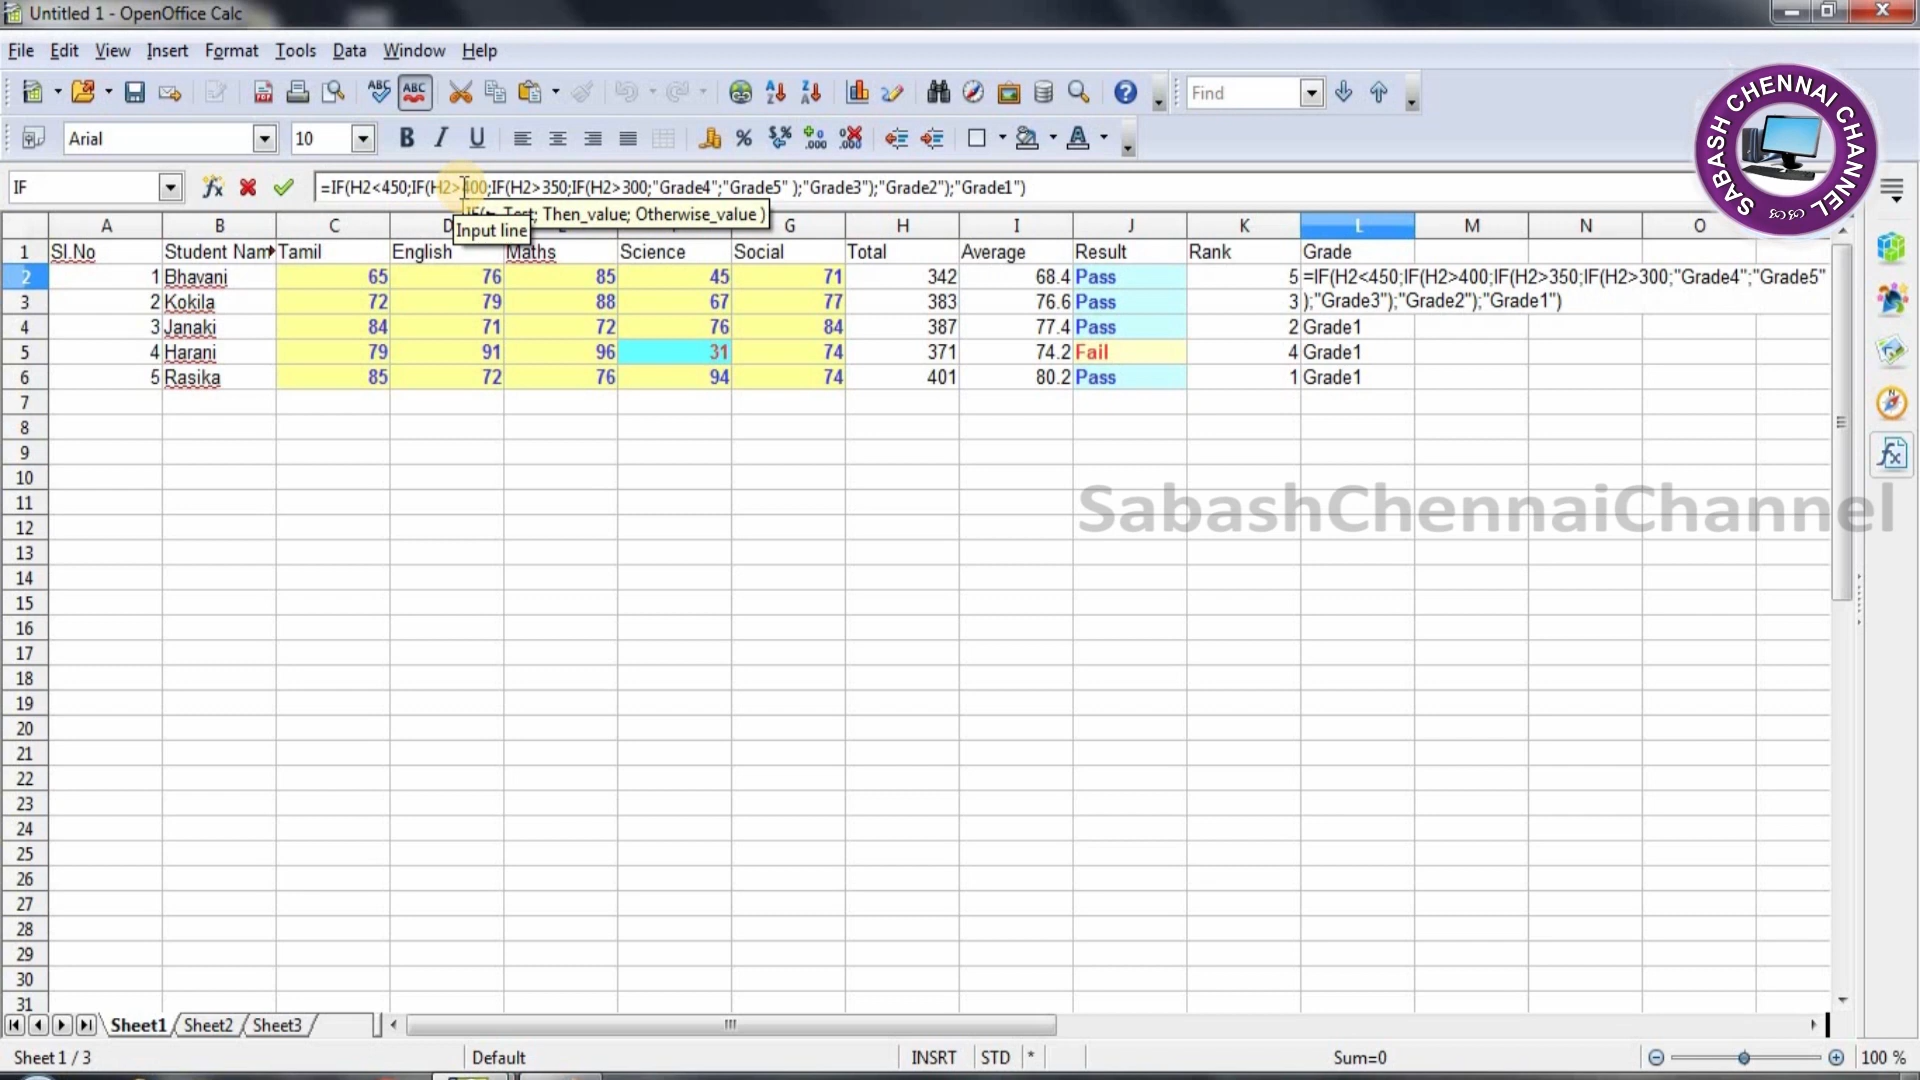 Untitled 1 - OpenOffice Calc
File Edit View Insert Format Tools Data Window Help
Find
Arial 10
IF =IF(H2<450;IF(H2>400;IF(H2>350;IF(H2>300;"Grade4";"Grade5" );"Grade3");"Grade2");"Grade1")
Then_value; Otherwise_value )
Input line
A B C D G H I J K L M N O
1 Sl.No Student Nam Tamil English Maths Science Social Total Average Result Rank Grade
2 1 Bhavani 65 76 85 45 71 342 68.4 Pass 5 =IF(H2<450;IF(H2>400;IF(H2>350;IF(H2>300;"Grade4";"Grade5"
3 2 Kokila 72 79 88 67 77 383 76.6 Pass 3 );"Grade3");"Grade2");"Grade1")
4 3 Janaki 84 71 72 76 84 387 77.4 Pass 2 Grade1
5 4 Harani 79 91 96 31 74 371 74.2 Fail 4 Grade1
6 5 Rasika 85 72 76 94 74 401 80.2 Pass 1 Grade1
7
8
9
10
11
12
13
14
15
16
17
18
19
20
21
22
23
24
25
26
27
28
29
30
31
SabashChennaiChannel
SABASH CHENNAI CHANNEL
Sheet1 Sheet2 Sheet3
Sheet 1 / 3 Default INSRT STD * Sum=0 100 %